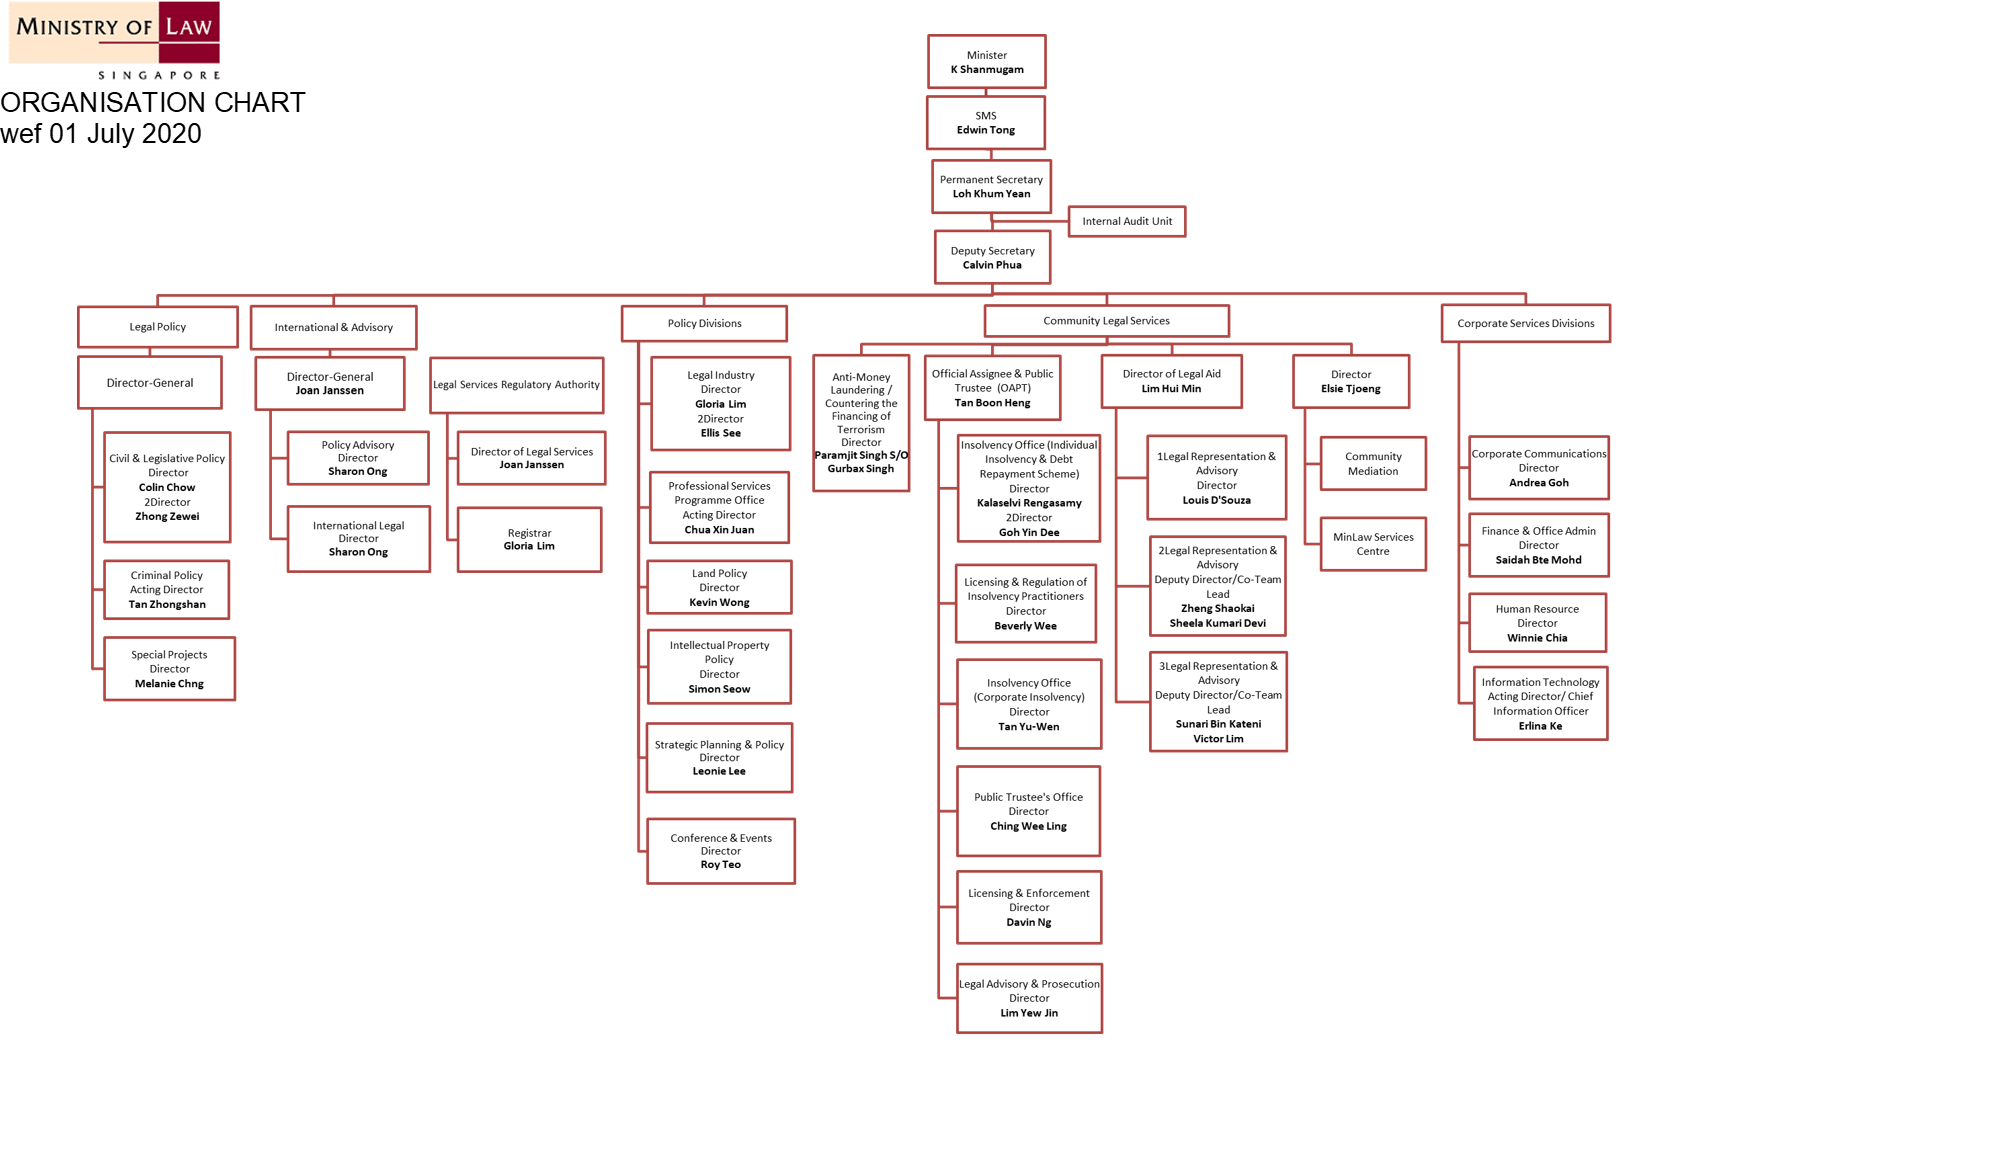 MINISTRY OF LAW
SINGAPORE
ORGANISATION CHART
wef 01 July 2020
Minister
K Shanmugam
SMS
Edwin Tong
Permanent Secretary
Loh Khum Yean
Internal Audit Unit
Deputy Secretary
Calvin Phua
Legal Policy
Director-General
Civil & Legislative Policy
Director
Colin Chow
2Director
Zhong Zewei
Criminal Policy
Acting Director
Tan Zhongshan
Special Projects
Director
Melanie Chng
International & Advisory
Director-General
Joan Janssen
Policy Advisory
Director
Sharon Ong
International Legal
Director
Sharon Ong
Legal Services Regulatory Authority
Director of Legal Services
Joan Janssen
Registrar
Gloria Lim
Policy Divisions
Legal Industry
Director
Gloria Lim
2Director
Ellis See
Professional Services
Programme Office
Acting Director
Chua Xin Juan
Land Policy
Director
Kevin Wong
Intellectual Property
Policy
Director
Simon Seow
Strategic Planning & Policy
Director
Leonie Lee
Conference & Events
Director
Roy Teo
Community Legal Services
Anti-Money
Laundering /
Countering the
Financing of
Terrorism
Director
Paramjit Singh S/O
Gurbax Singh
Official Assignee & Public
Trustee (OAPT)
Tan Boon Heng
Insolvency Office (Individual
Insolvency & Debt
Repayment Scheme)
Director
Kalaselvi Rengasamy
2Director
Goh Yin Dee
Licensing & Regulation of
Insolvency Practitioners
Director
Beverly Wee
Insolvency Office
(Corporate Insolvency)
Director
Tan Yu-Wen
Public Trustee's Office
Director
Ching Wee Ling
Licensing & Enforcement
Director
Davin Ng
Legal Advisory & Prosecution
Director
Lim Yew Jin
Director of Legal Aid
Lim Hui Min
1Legal Representation &
Advisory
Director
Louis D'Souza
2Legal Representation &
Advisory
Deputy Director/Co-Team
Lead
Zheng Shaokai
Sheela Kumari Devi
3Legal Representation &
Advisory
Deputy Director/Co-Team
Lead
Sunari Bin Kateni
Victor Lim
Director
Elsie Tjoeng
Community
Mediation
MinLaw Services
Centre
Corporate Services Divisions
Corporate Communications
Director
Andrea Goh
Finance & Office Admin
Director
Saidah Bte Mohd
Human Resource
Director
Winnie Chia
Information Technology
Acting Director/ Chief
Information Officer
Erlina Ke